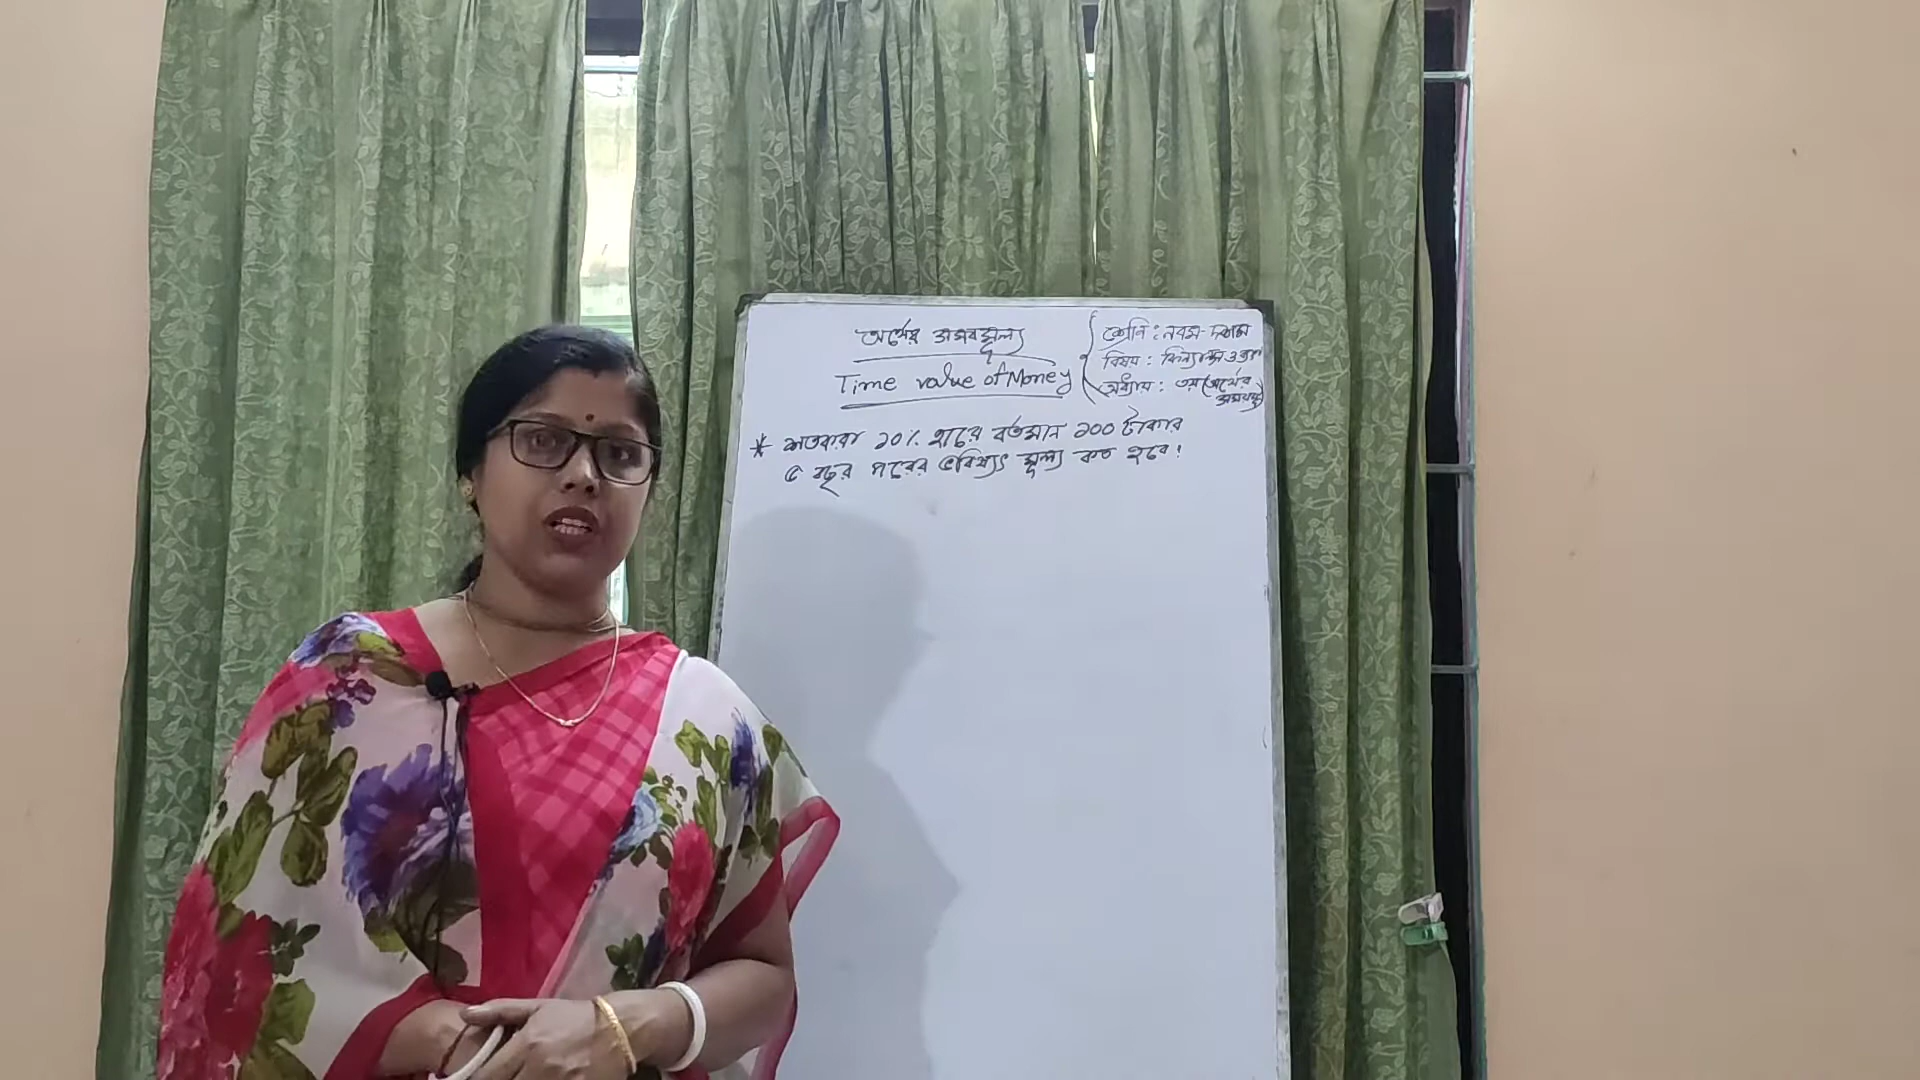 অর্থের সময়মূল্য
Time value of Money
শ্রেণি : নবম-দশম
বিষয় : ফিন্যান্স ও
অধ্যায় : ৩য় (অর্থের
সময়মূল্য)
* শতকরা ১০% হারে বর্তমান ১০০ টাকার
৫ বছর পরের ভবিষ্যৎ মূল্য কত হবে?